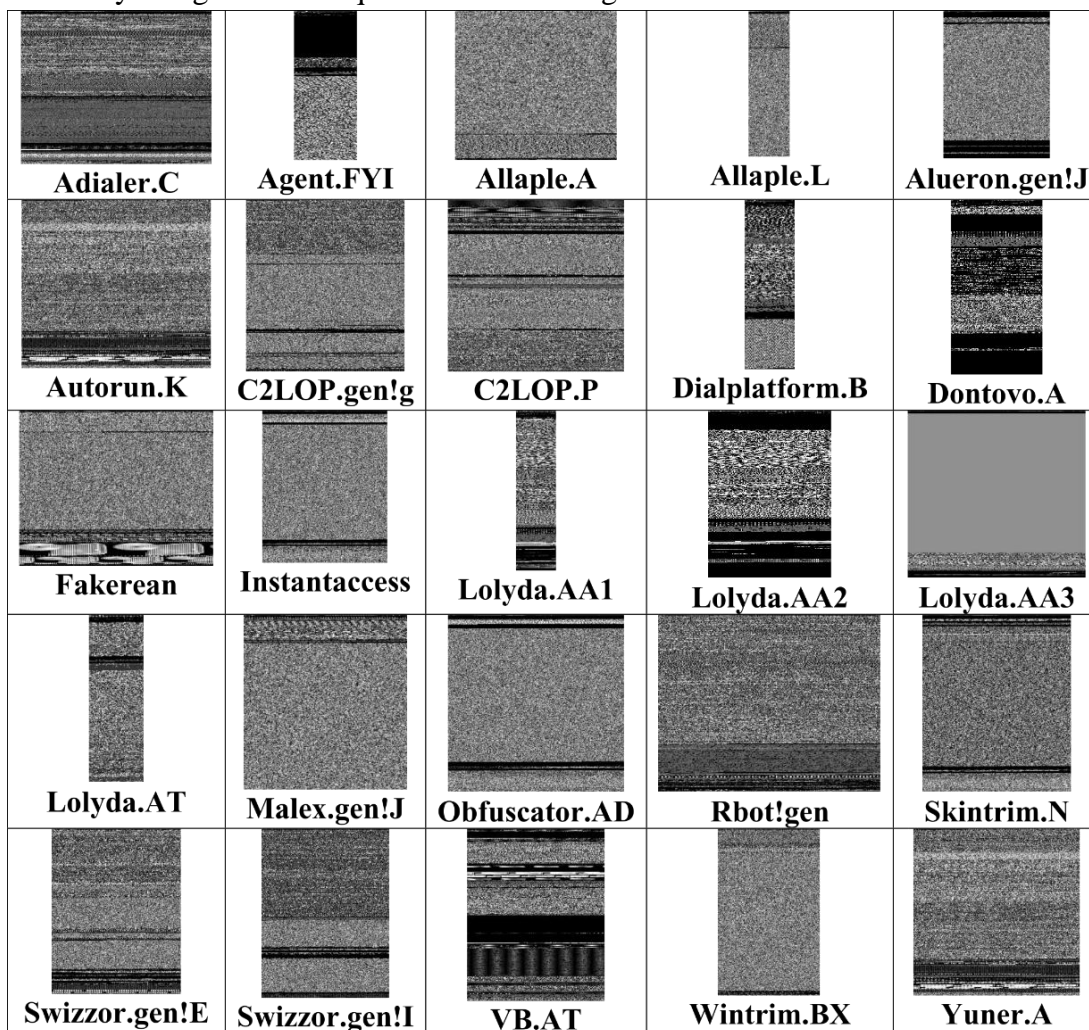 Adialer.C
Agent.FYI
Allaple.A
Allaple.L
Alueron.gen!J
Autorun.K
C2LOP.gen!g
C2LOP.P
Dialplatform.B
Dontovo.A
Fakerean
Instantaccess
Lolyda.AA1
Lolyda.AA2
Lolyda.AA3
Lolyda.AT
Malex.gen!J
Obfuscator.AD
Rbot!gen
Skintrim.N
Swizzor.gen!E
Swizzor.gen!I
VB.AT
Wintrim.BX
Yuner.A